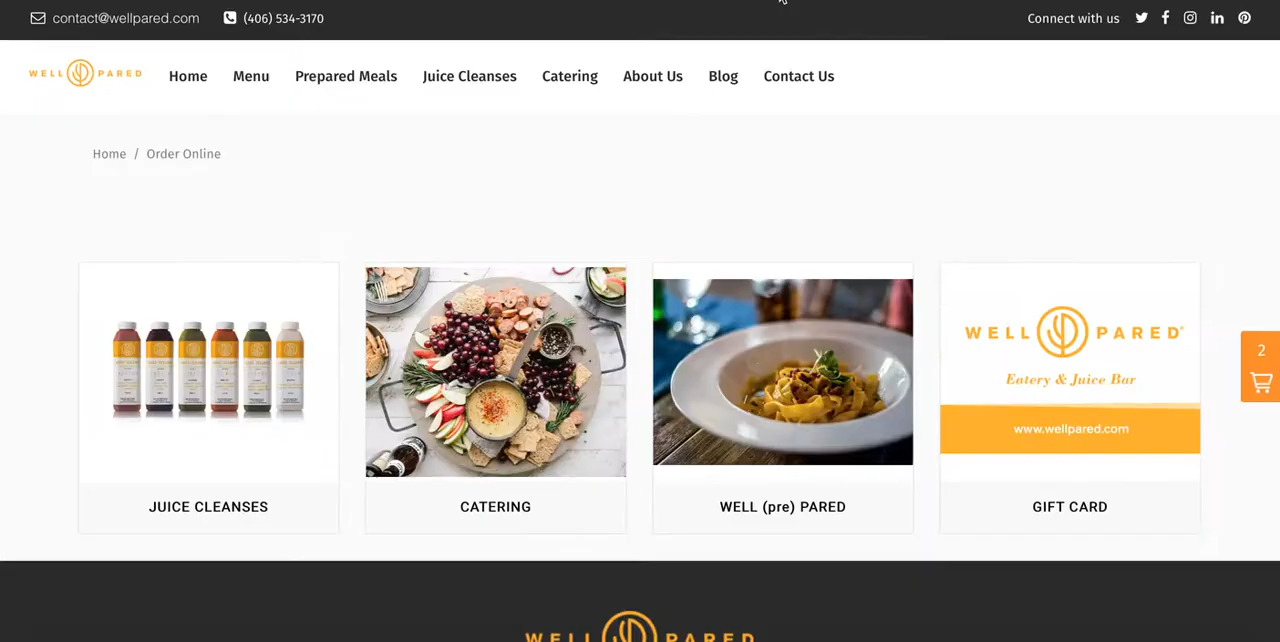 contact@wellpared.com (406) 534-3170 Connect with us
WELL PARED Home Menu Prepared Meals Juice Cleanses Catering About Us Blog Contact Us
Home / Order Online
WELL PARED®
Eatery & Juice Bar
www.wellpared.com
2
JUICE CLEANSES CATERING WELL (pre) PARED GIFT CARD
WELL PARED